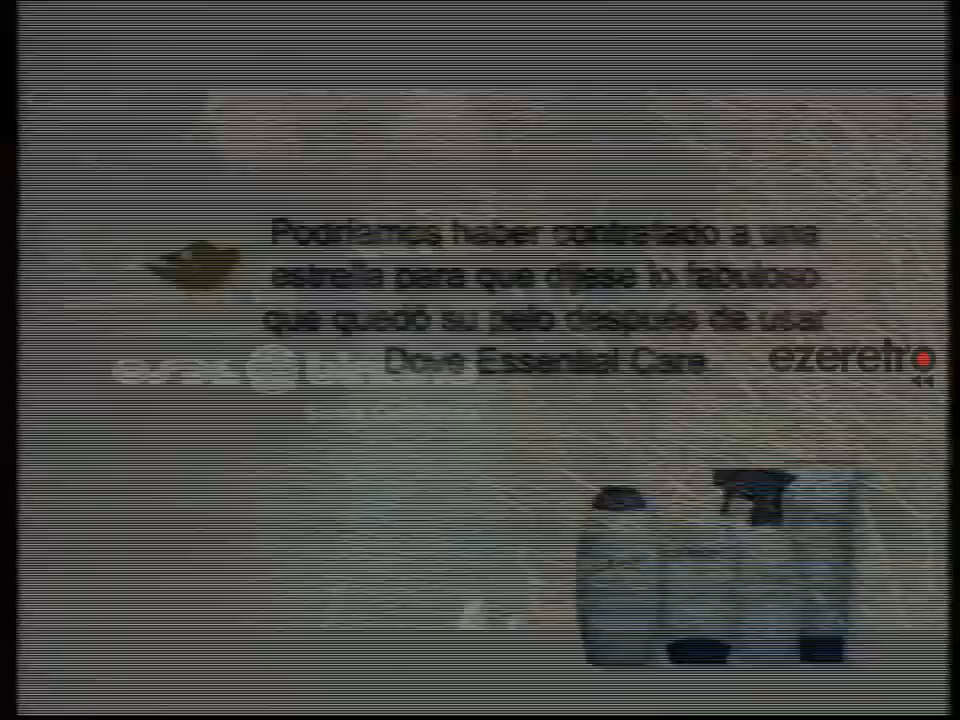 Podríamos haber contratado a una
estrella para que dijese lo fabuloso
que quedó su pelo después de usar
Dove Essential Care.
ezeretro